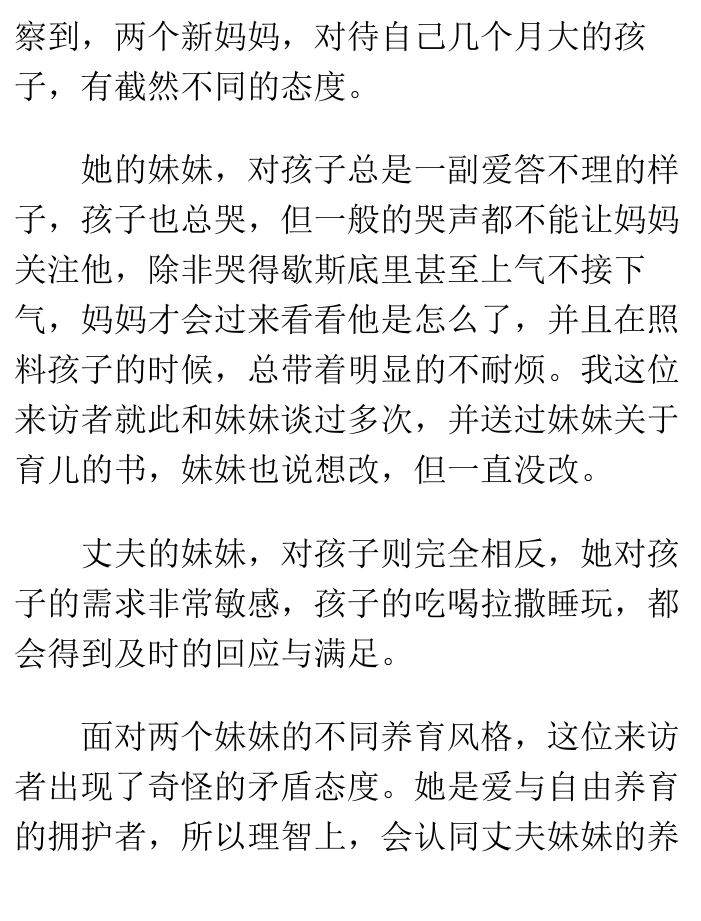 察到，两个新妈妈，对待自己几个月大的孩
子，有截然不同的态度。
她的妹妹，对孩子总是一副爱答不理的样
子，孩子也总哭，但一般的哭声都不能让妈妈
关注他，除非哭得歇斯底里甚至上气不接下
气，妈妈才会过来看看他是怎么了，并且在照
料孩子的时候，总带着明显的不耐烦。我这位
来访者就此和妹妹谈过多次，并送过妹妹关于
育儿的书，妹妹也说想改，但一直没改。
丈夫的妹妹，对孩子则完全相反，她对孩
子的需求非常敏感，孩子的吃喝拉撒睡玩，都
会得到及时的回应与满足。
面对两个妹妹的不同养育风格，这位来访
者出现了奇怪的矛盾态度。她是爱与自由养育
的拥护者，所以理智上，会认同丈夫妹妹的养